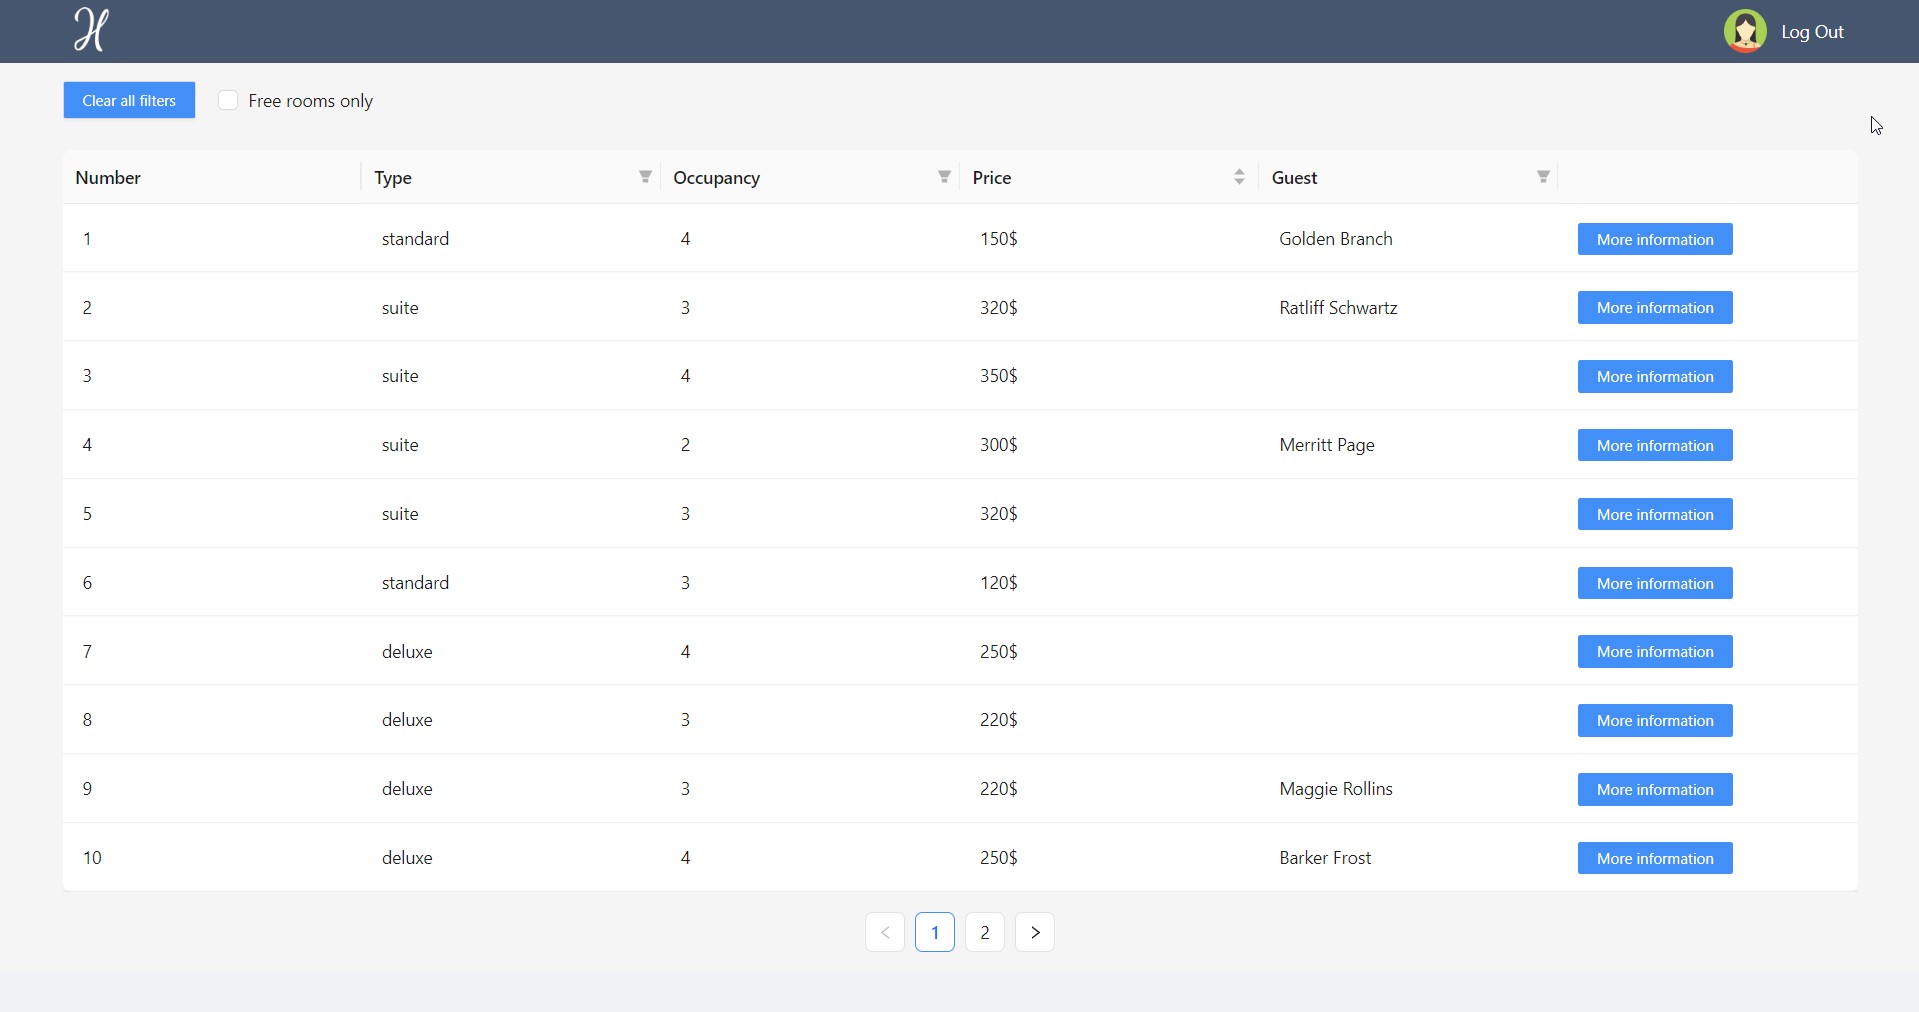 H Log Out
Clear all filters Free rooms only
Number Type Occupancy Price Guest
1 standard 4 150$ Golden Branch More information
2 suite 3 320$ Ratliff Schwartz More information
3 suite 4 350$ More information
4 suite 2 300$ Merritt Page More information
5 suite 3 320$ More information
6 standard 3 120$ More information
7 deluxe 4 250$ More information
8 deluxe 3 220$ More information
9 deluxe 3 220$ Maggie Rollins More information
10 deluxe 4 250$ Barker Frost More information
< 1 2 >